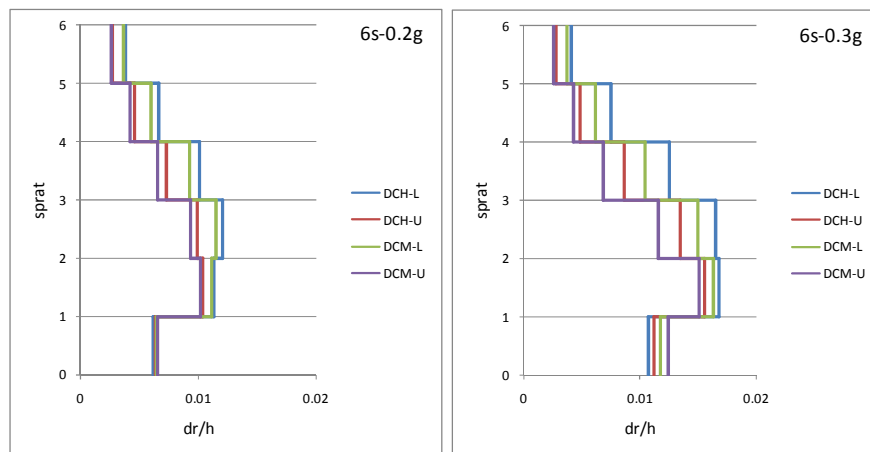 6s-0.2g
6
5
4
3
2
1
0
sprat
0
0.01
0.02
dr/h
DCH-L
DCH-U
DCM-L
DCM-U
6s-0.3g
6
5
4
3
2
1
0
sprat
0
0.01
0.02
dr/h
DCH-L
DCH-U
DCM-L
DCM-U